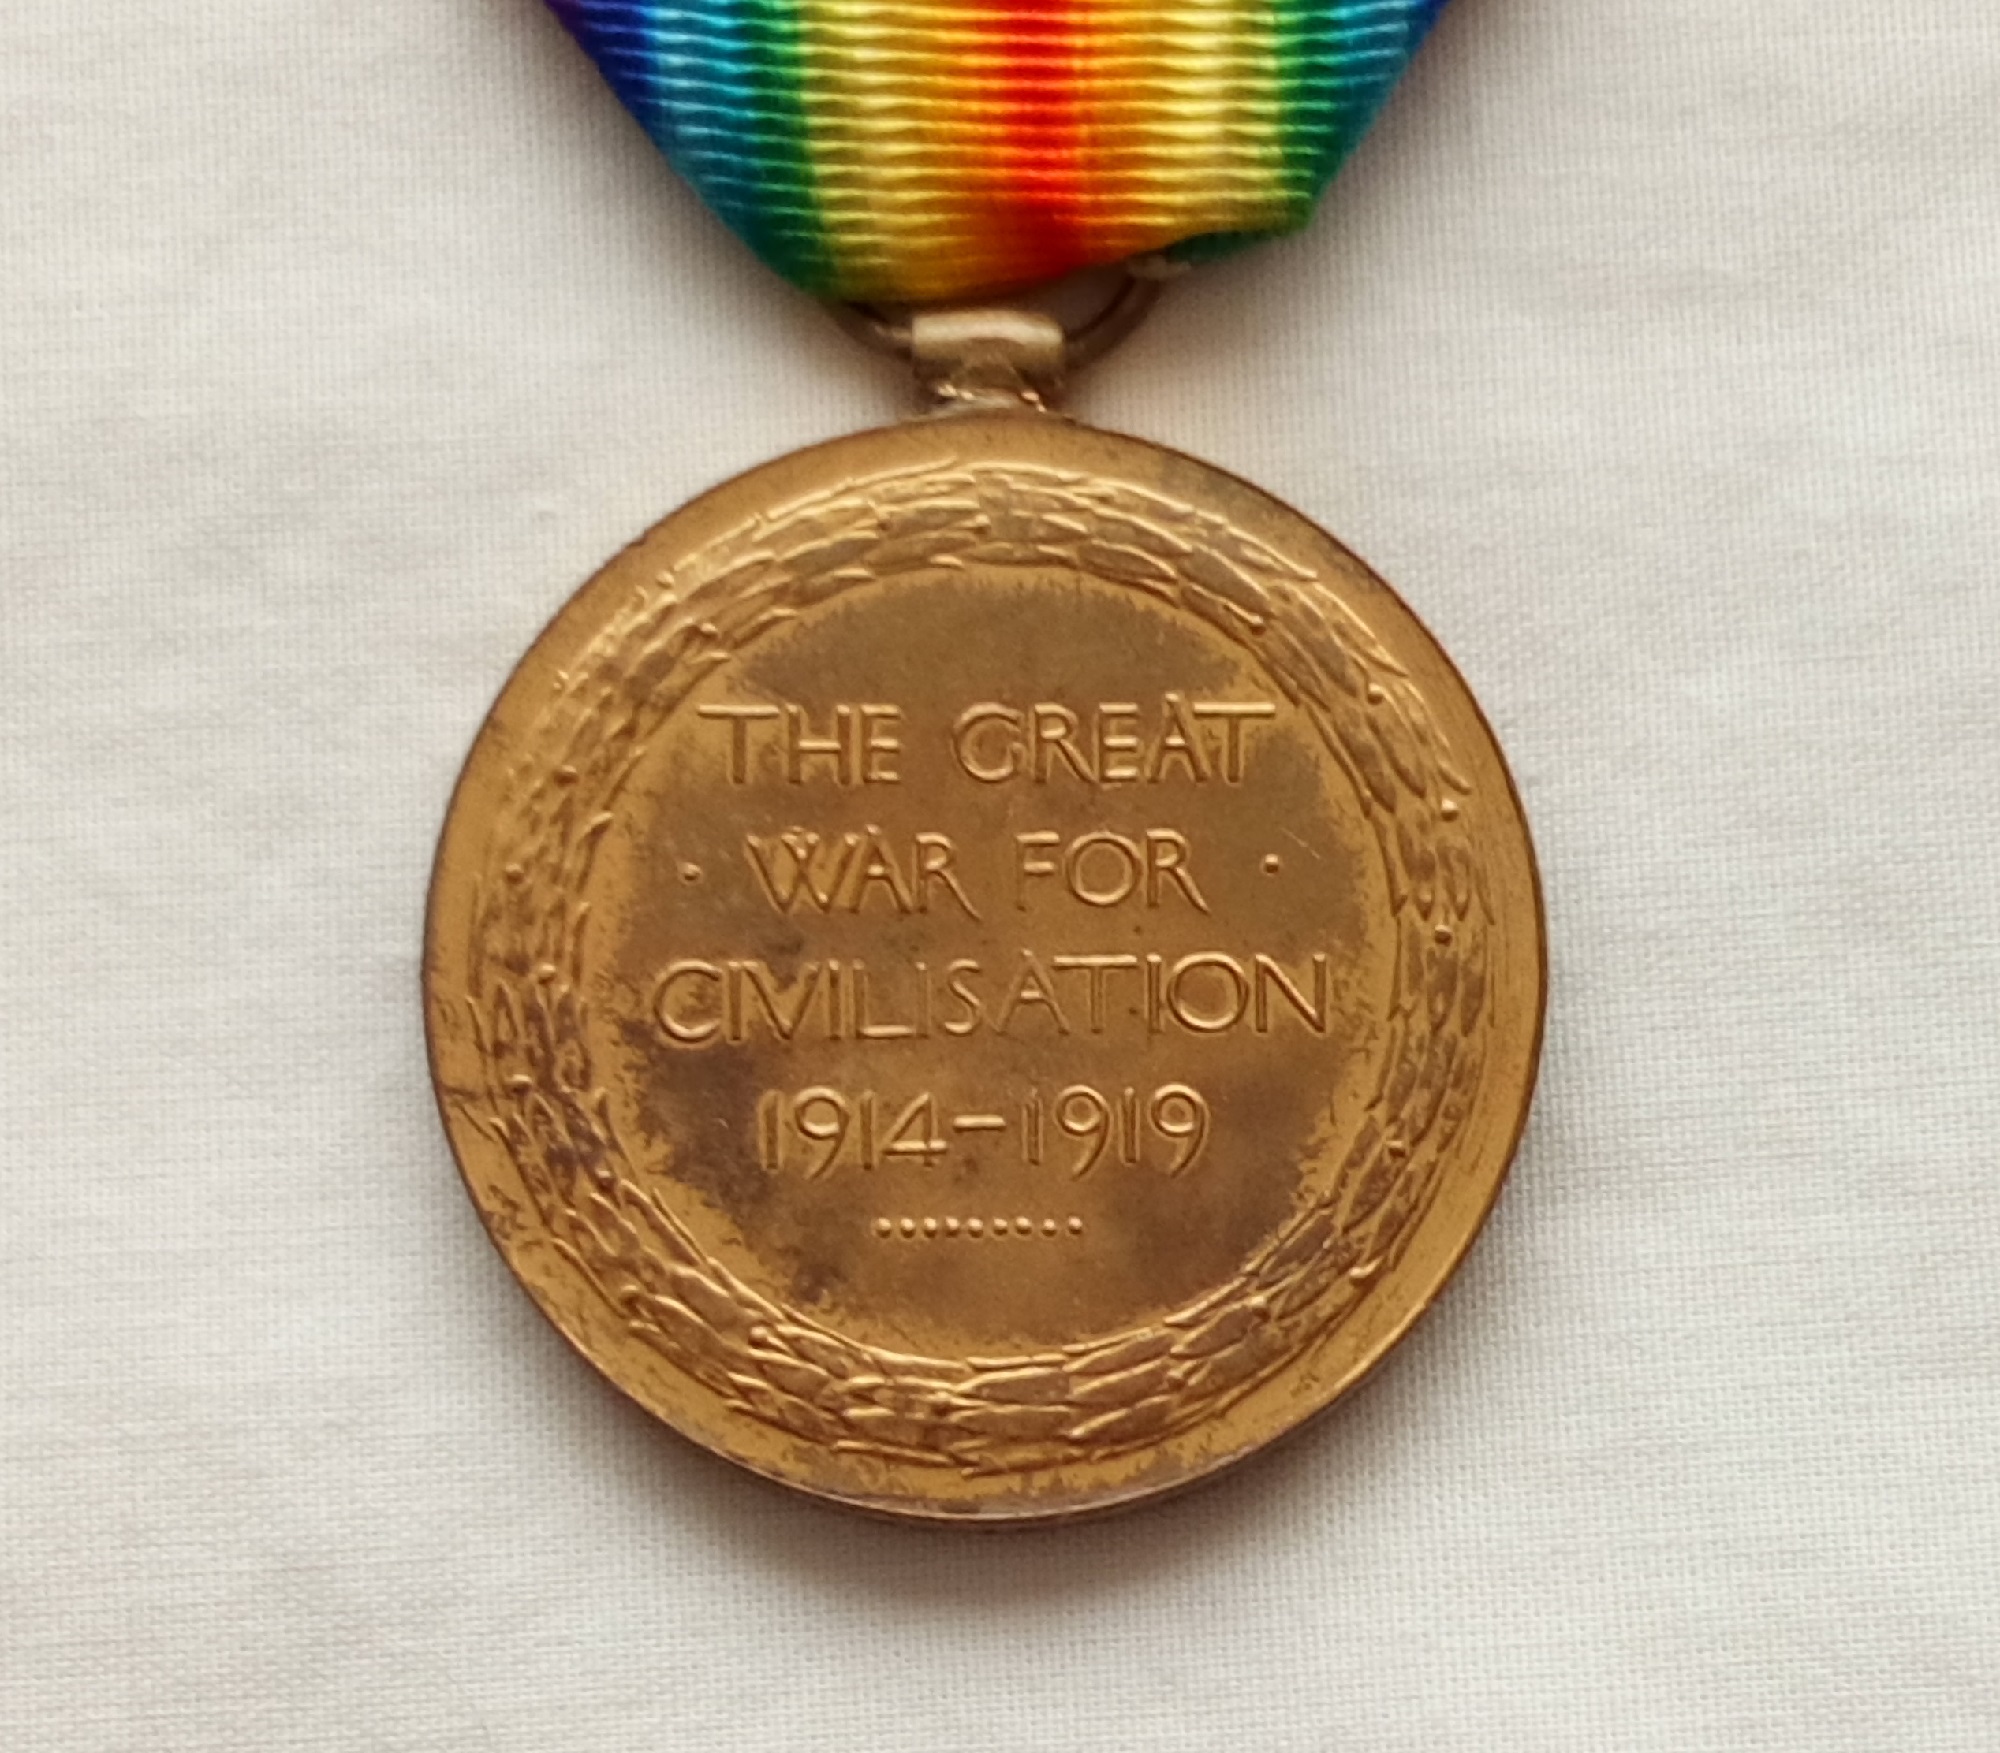 THE GREAT
· WAR FOR ·
CIVILISATION
1914-1919